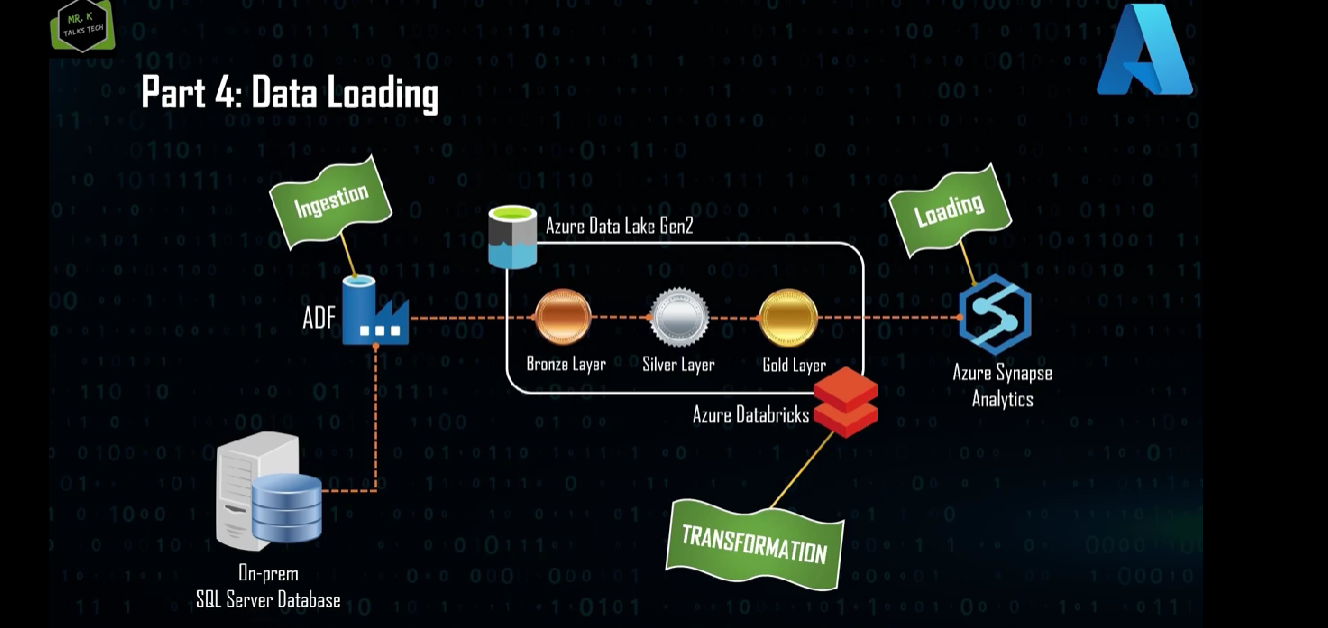 MR. K
TALKS TECH
Part 4: Data Loading
Ingestion
Loading
Azure Data Lake Gen2
ADF
Bronze Layer
Silver Layer
Gold Layer
Azure Synapse
Analytics
Azure Databricks
TRANSFORMATION
On-prem
SQL Server Database